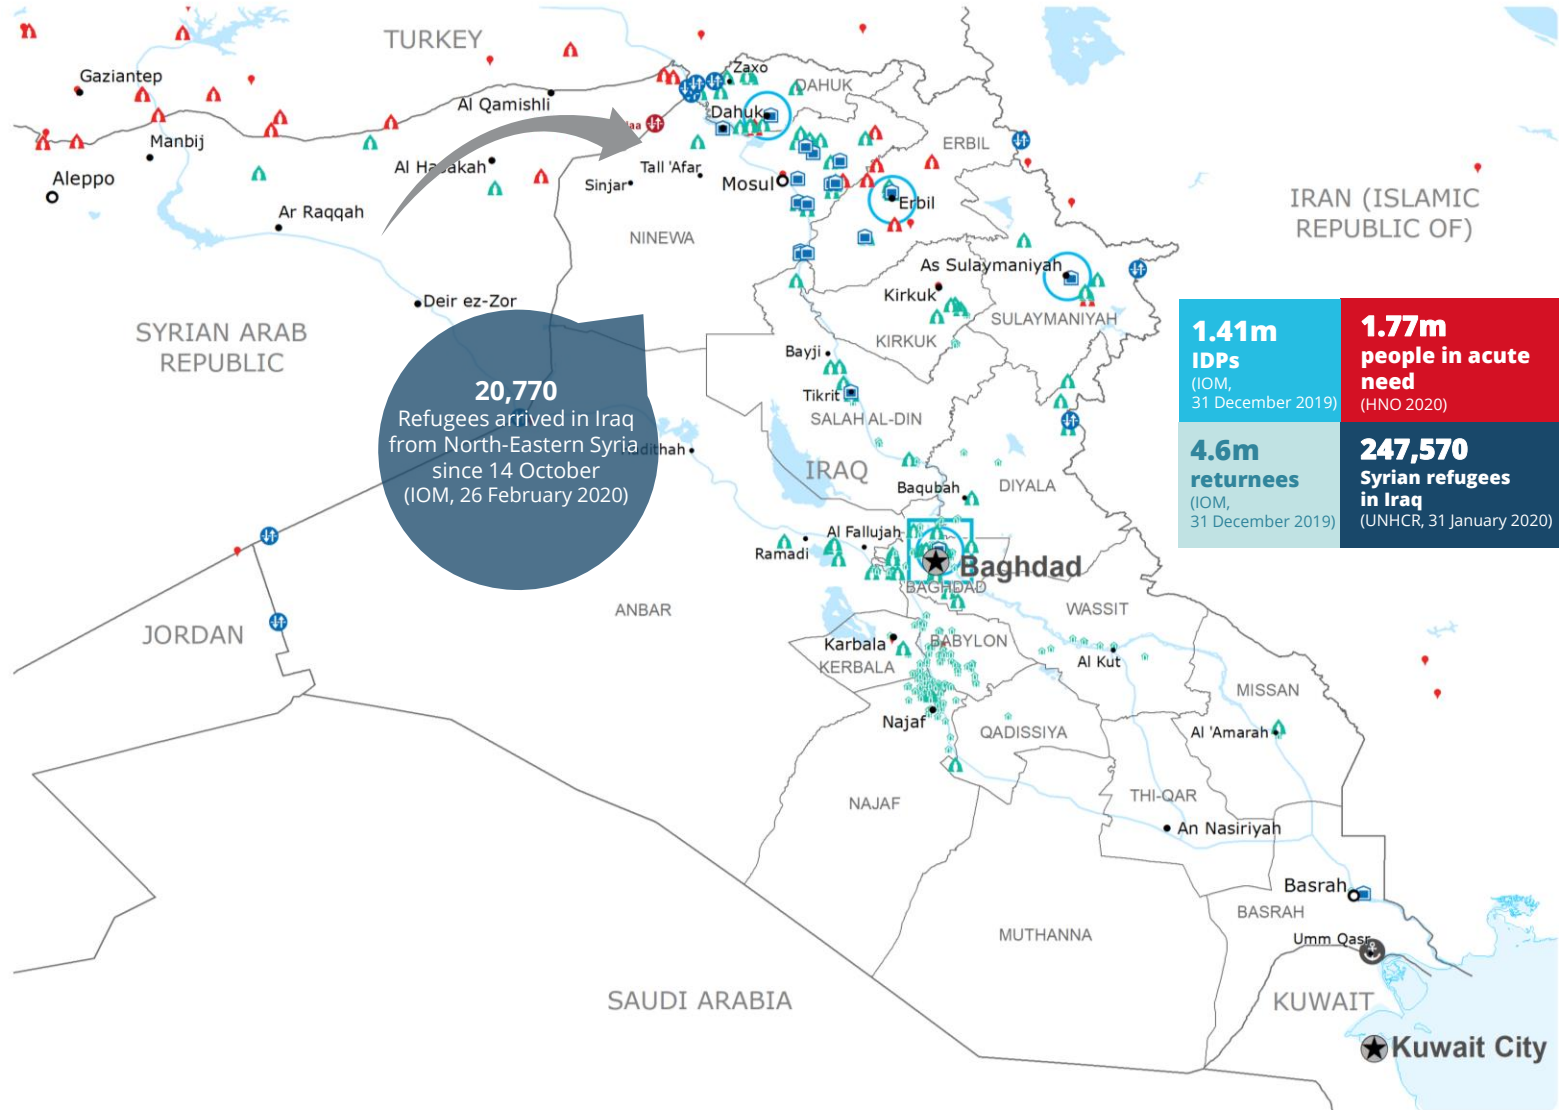 TURKEY
Zaxo
DAHUK
Gaziantep
Al Qamishli
Dahuk
Manbij
ERBIL
Al Hasakah
Tall 'Afar
Aleppo
Sinjar
Mosul
Erbil
IRAN (ISLAMIC
REPUBLIC OF)
Ar Raqqah
NINEWA
As Sulaymaniyah
Kirkuk
Deir ez-Zor
SULAYMANIYAH
SYRIAN ARAB
REPUBLIC
KIRKUK
Bayji
Tikrit
SALAH AL-DIN
1.41m
IDPs
(IOM,
31 December 2019)
1.77m
people in acute
need
(HNO 2020)
4.6m
returnees
(IOM,
31 December 2019)
247,570
Syrian refugees
in Iraq
(UNHCR, 31 January 2020)
20,770
Refugees arrived in Iraq
from North-Eastern Syria
since 14 October
(IOM, 26 February 2020)
IRAQ
Baqubah
DIYALA
Al Fallujah
Ramadi
Baghdad
BAGHDAD
ANBAR
WASSIT
JORDAN
Karbala
BABYLON
KERBALA
Al Kut
MISSAN
Najaf
QADISSIYA
Al 'Amarah
NAJAF
THI-QAR
An Nasiriyah
Basrah
BASRAH
MUTHANNA
Umm Qasr
SAUDI ARABIA
KUWAIT
Kuwait City